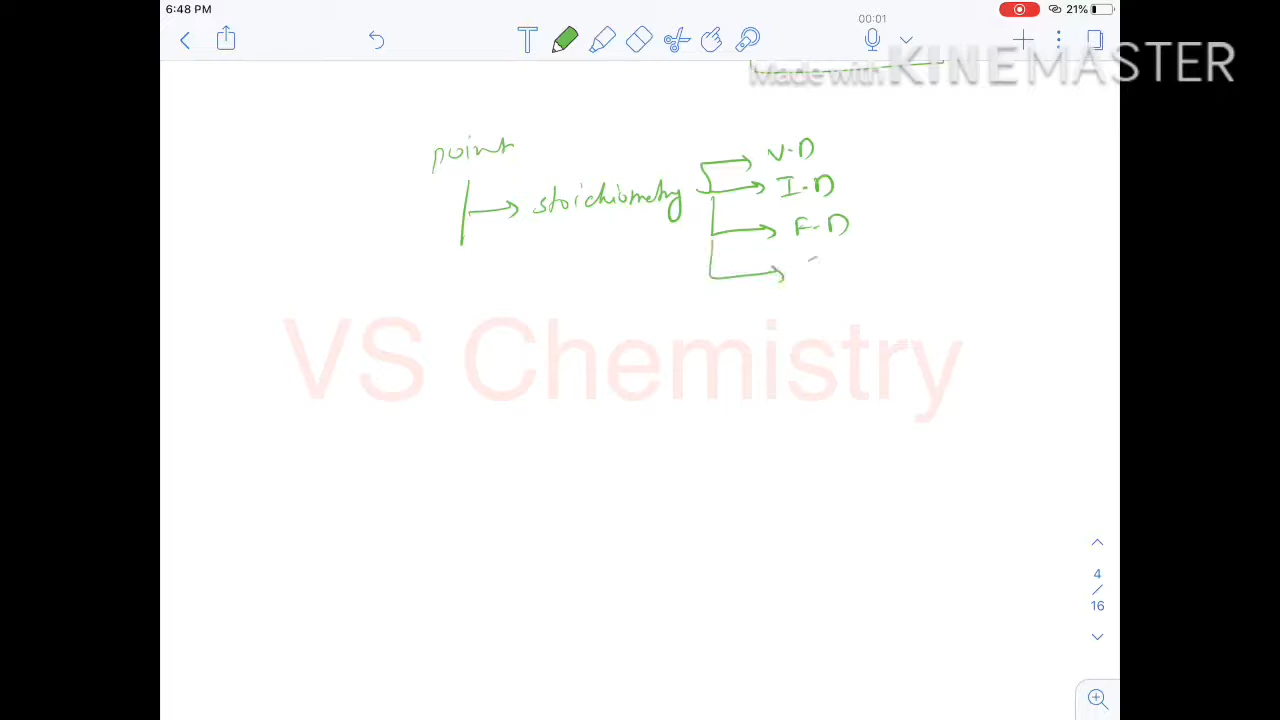 6:48 PM
21%
00:01
Made with KINEMASTER
point
stoichiometry
V.D
I.D
F.D
VS Chemistry
4
/
16